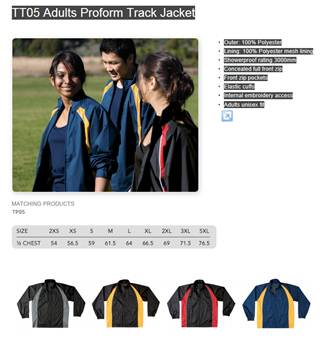 TT05 Adults Proform Track Jacket
• Outer: 100% Polyester
• Lining: 100% Polyester mesh lining
• Showerproof rating 3000mm
• Concealed full front zip
• Front zip pockets
• Elastic cuffs
• Internal embroidery access
• Adults unisex fit
MATCHING PRODUCTS
TP05
SIZE 2XS XS S M L XL 2XL 3XL 5XL
½ CHEST 54 56.5 59 61.5 64 66.5 69 71.5 76.5